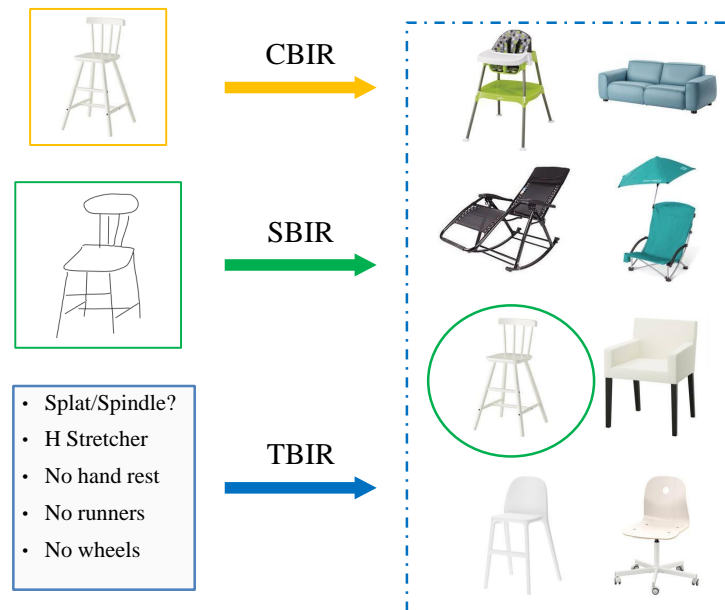 CBIR
SBIR
• Splat/Spindle?
• H Stretcher
• No hand rest
• No runners
• No wheels
TBIR